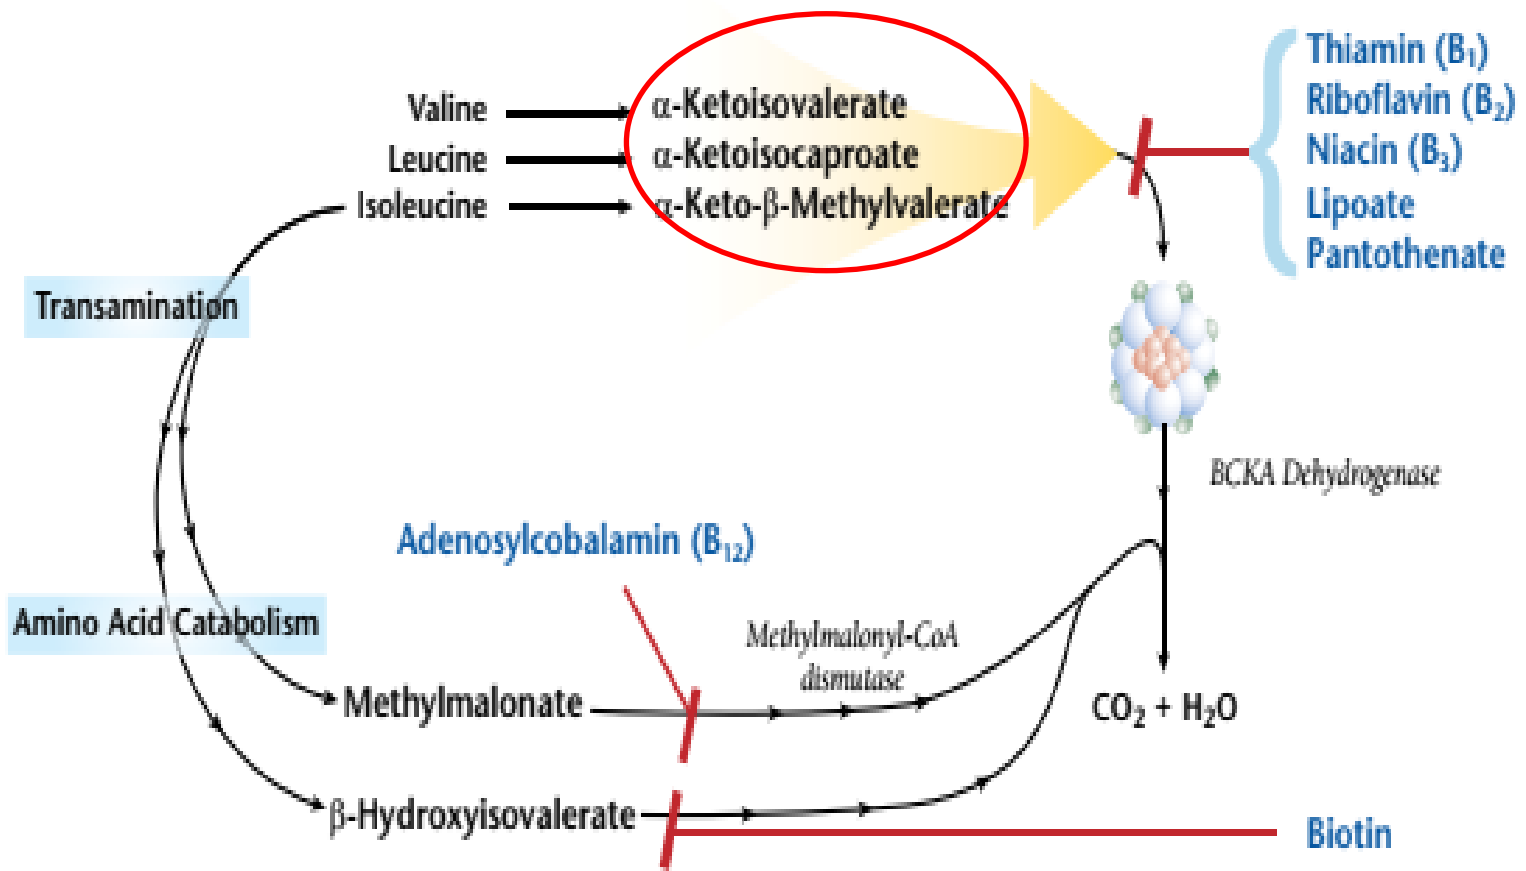 Valine
α-Ketoisovalerate
Leucine
α-Ketoisocaproate
Isoleucine
α-Keto-β-Methylvalerate
Thiamin (B₁)
Riboflavin (B₂)
Niacin (B₃)
Lipoate
Pantothenate
Transamination
BCKA Dehydrogenase
Adenosylcobalamin (B₁₂)
Amino Acid Catabolism
Methylmalonyl-CoA
dismutase
Methylmalonate
CO₂ + H₂O
β-Hydroxyisovalerate
Biotin